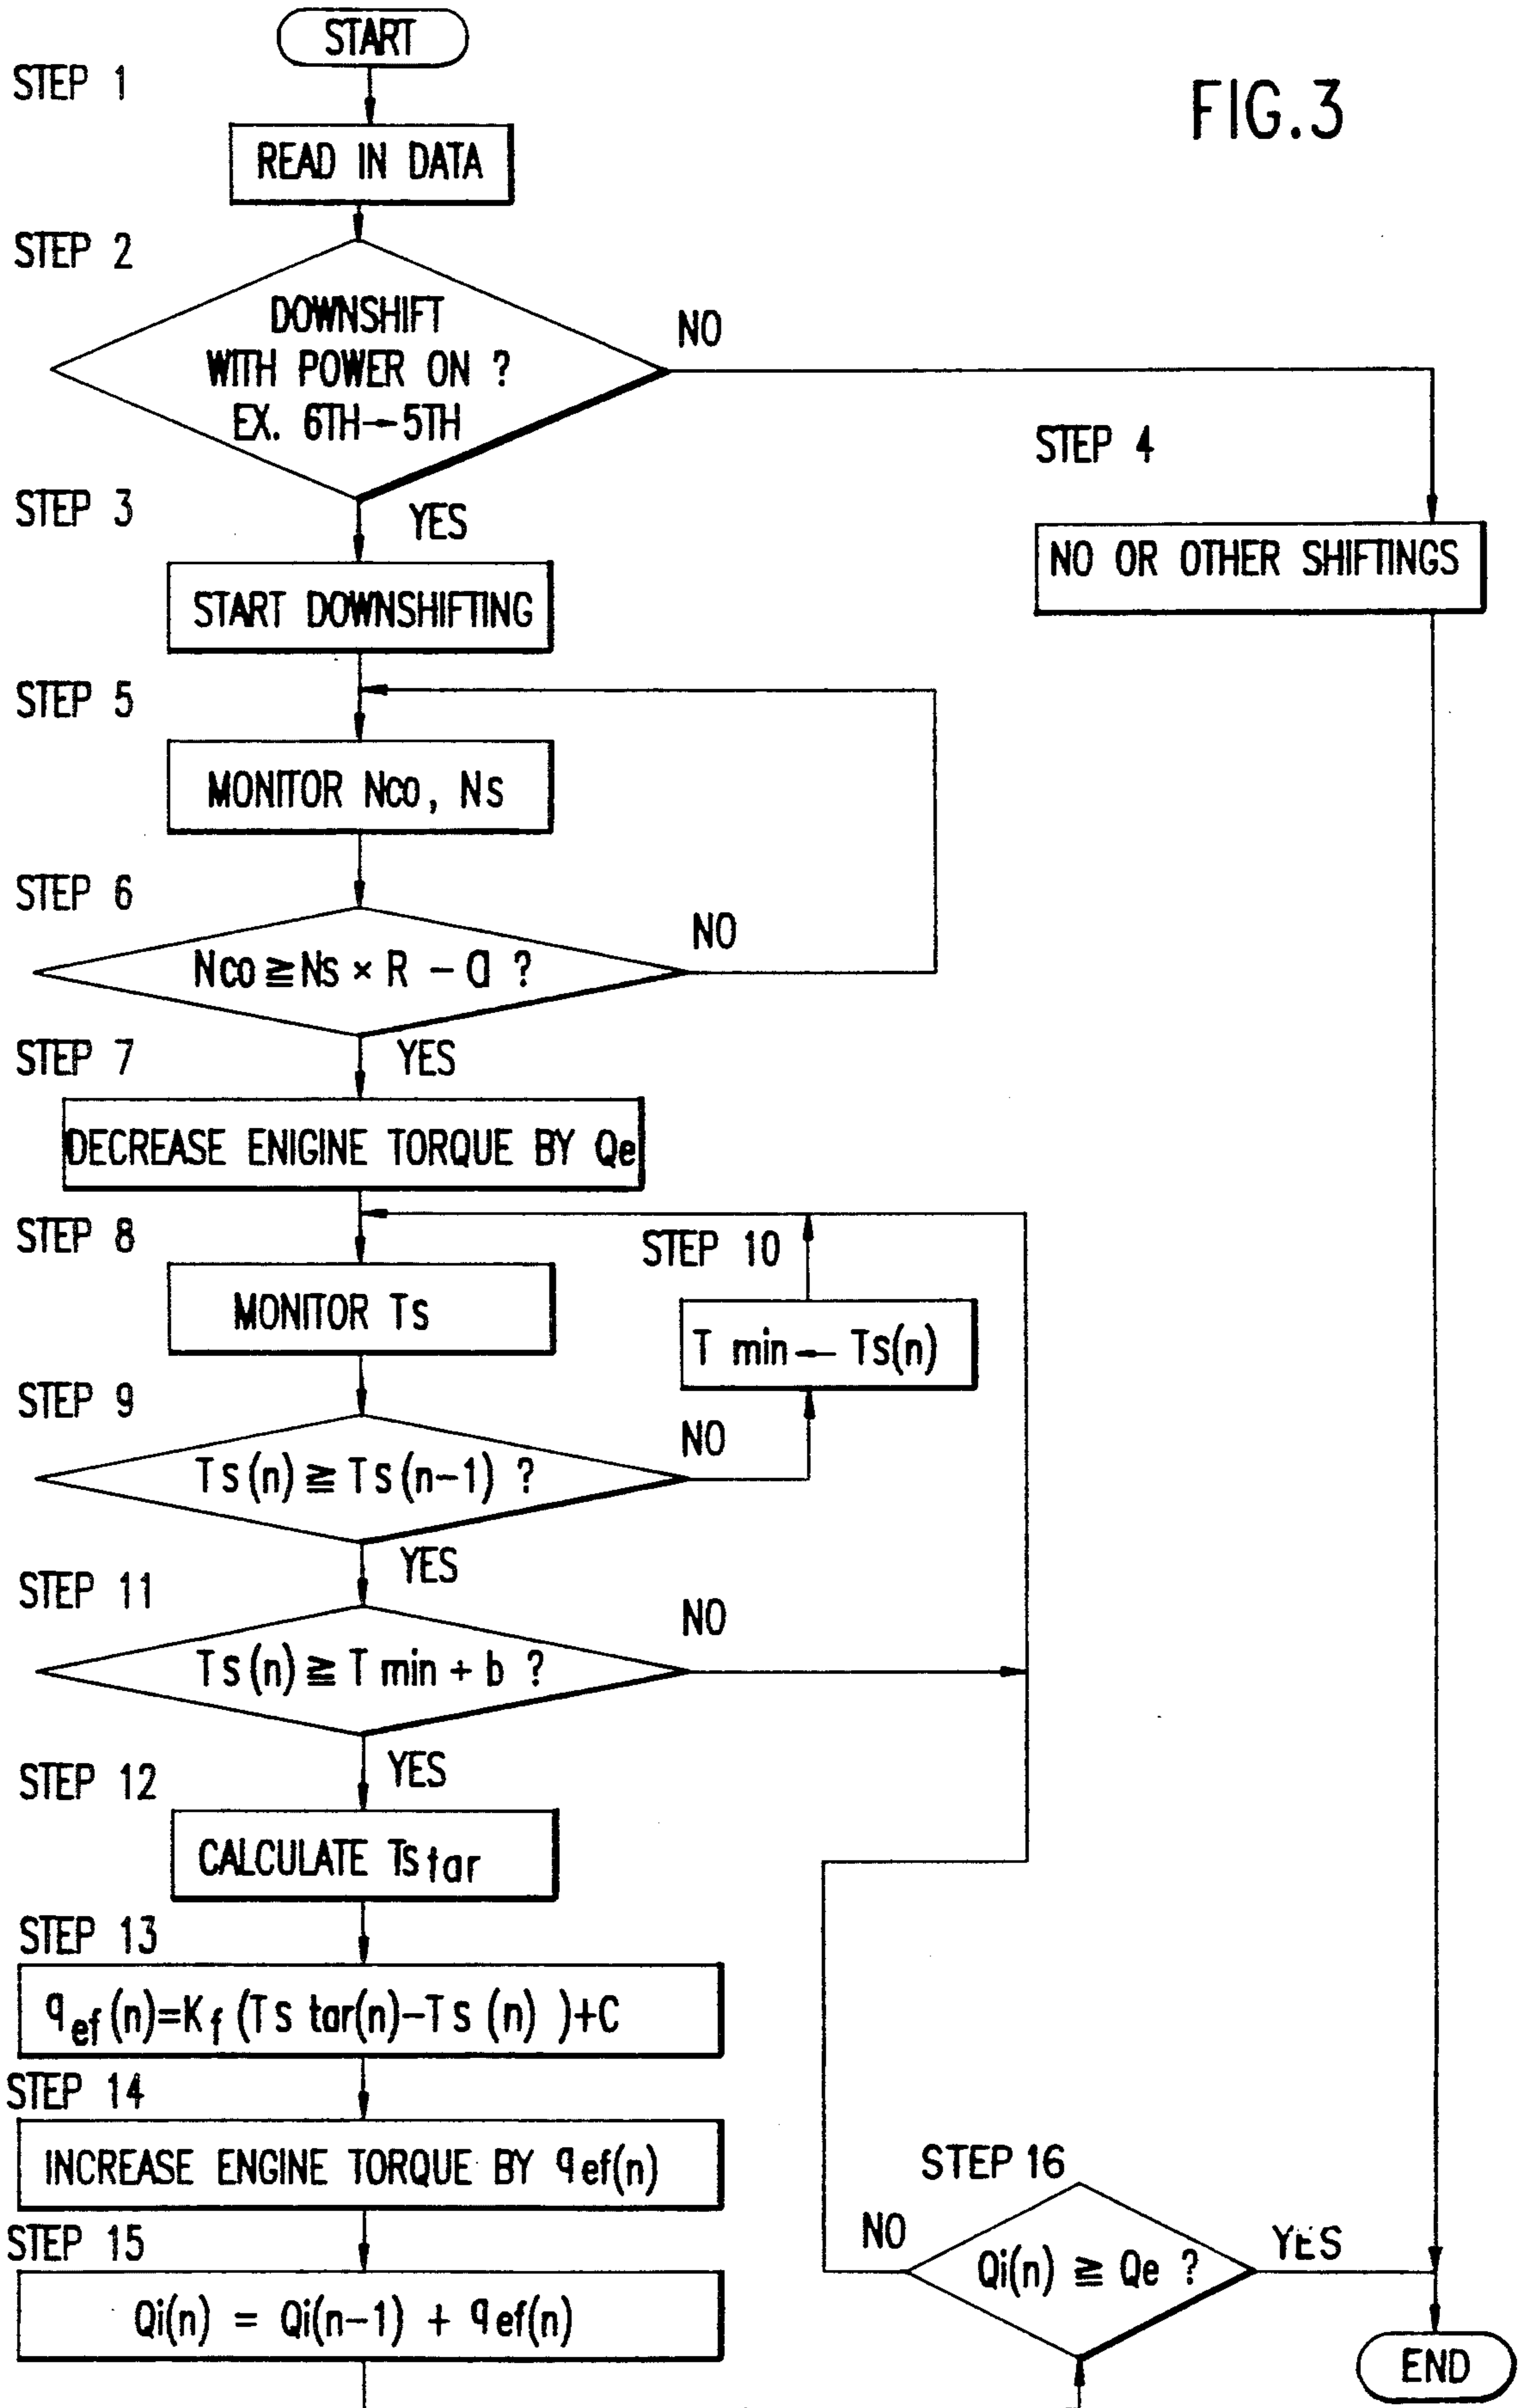 START
STEP 1
FIG.3
READ IN DATA
STEP 2
DOWNSHIFT
WITH POWER ON ?
EX. 6TH→5TH
NO
STEP 4
NO OR OTHER SHIFTINGS
STEP 3
YES
START DOWNSHIFTING
STEP 5
MONITOR Nco, Ns
STEP 6
Nco ≧ Ns × R - a ?
NO
STEP 7
YES
DECREASE ENIGINE TORQUE BY Qe
STEP 8
MONITOR Ts
STEP 10
T min ← Ts(n)
STEP 9
Ts(n) ≧ Ts(n-1) ?
NO
YES
STEP 11
Ts(n) ≧ T min + b ?
NO
YES
STEP 12
CALCULATE Tstar
STEP 13
qef(n)=Kf(Ts tar(n)-Ts(n))+C
STEP 14
INCREASE ENGINE TORQUE BY qef(n)
STEP 15
Qi(n) = Qi(n-1) + qef(n)
STEP 16
NO
Qi(n) ≧ Qe ?
YES
END